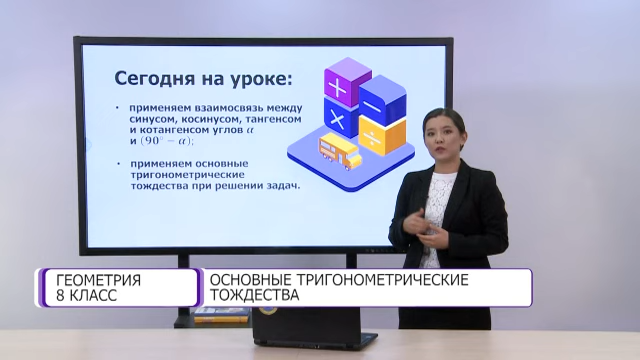 Сегодня на уроке:
• применяем взаимосвязь между
синусом, косинусом, тангенсом
и котангенсом углов α
и (90° − α);
• применяем основные
тригонометрические
тождества при решении задач.
ГЕОМЕТРИЯ
8 КЛАСС
ОСНОВНЫЕ ТРИГОНОМЕТРИЧЕСКИЕ
ТОЖДЕСТВА